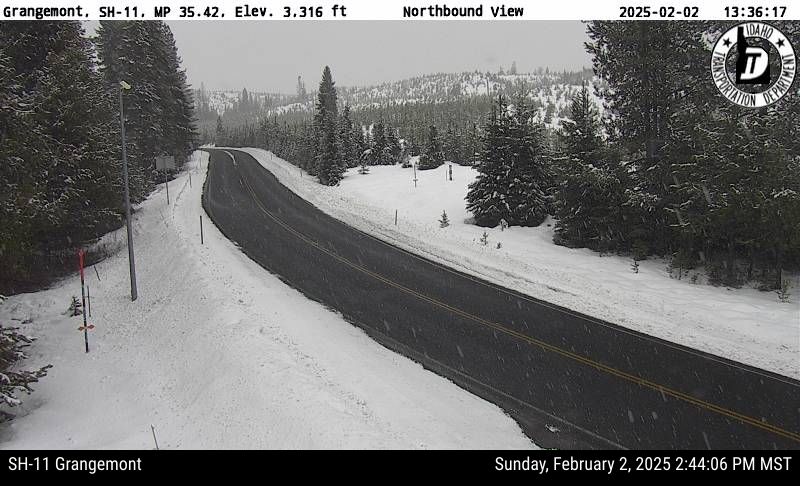 Grangemont, SH-11, MP 35.42, Elev. 3,316 ft Northbound View 2025-02-02 13:36:17
IDAHO
TRANSPORTATION DEPARTMENT
SH-11 Grangemont Sunday, February 2, 2025 2:44:06 PM MST